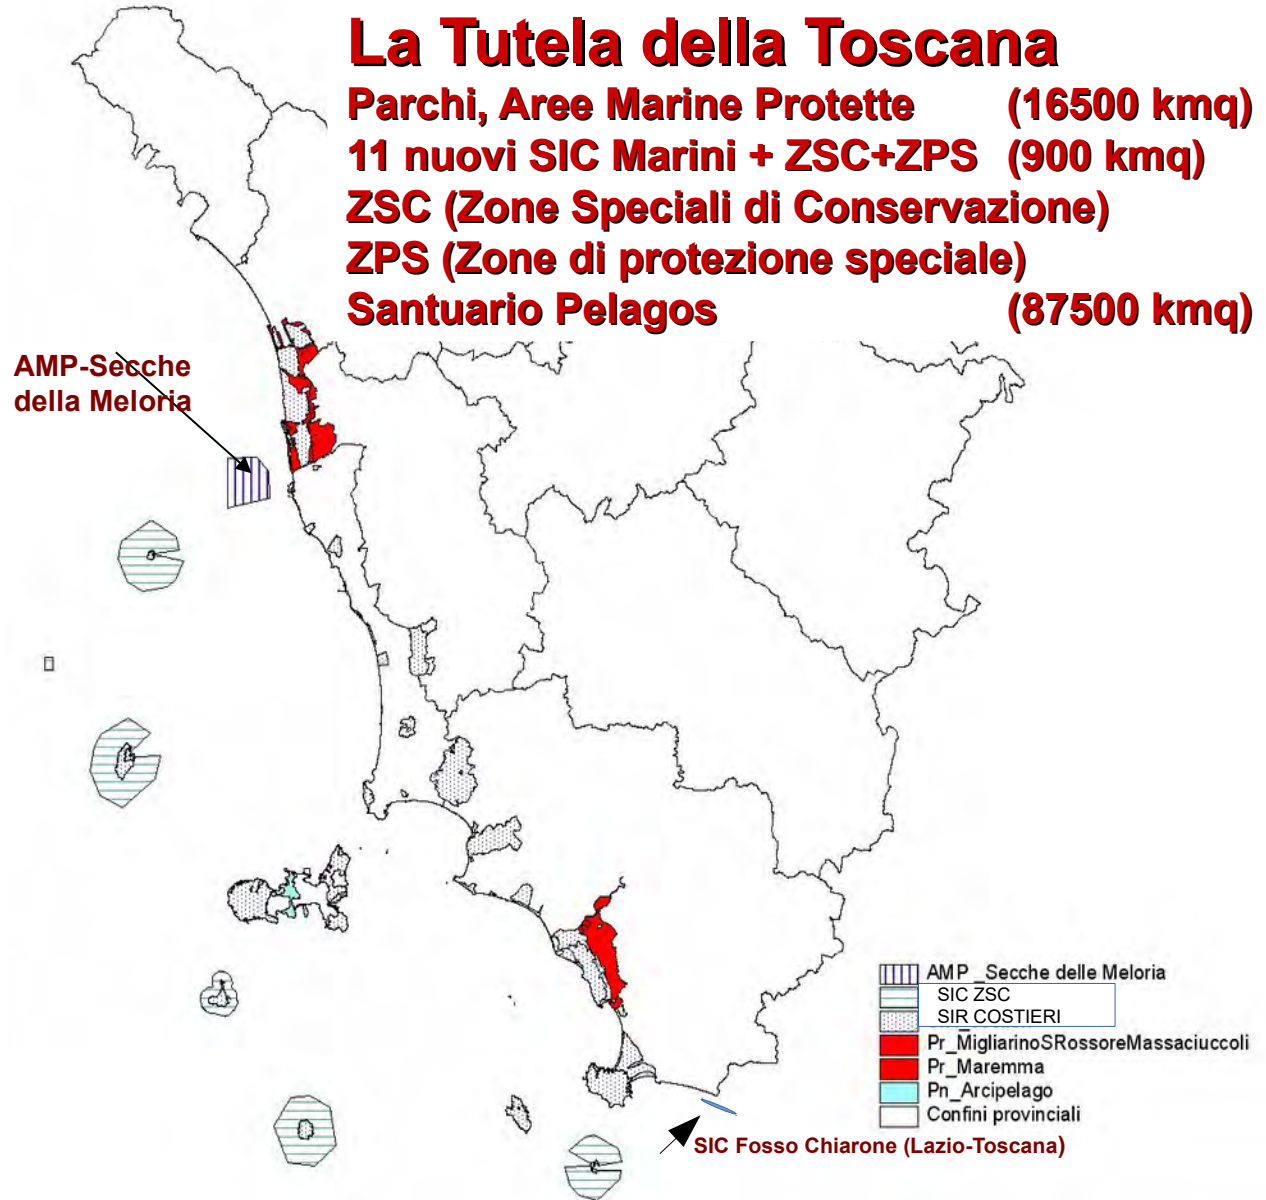 La Tutela della Toscana
Parchi, Aree Marine Protette (16500 kmq)
11 nuovi SIC Marini + ZSC+ZPS (900 kmq)
ZSC (Zone Speciali di Conservazione)
ZPS (Zone di protezione speciale)
Santuario Pelagos (87500 kmq)
AMP-Secche
della Meloria
AMP _Secche delle Meloria
SIC ZSC
SIR COSTIERI
Pr_MigliarinoSRossoreMassaciuccoli
Pr_Maremma
Pn_Arcipelago
Confini provinciali
SIC Fosso Chiarone (Lazio-Toscana)